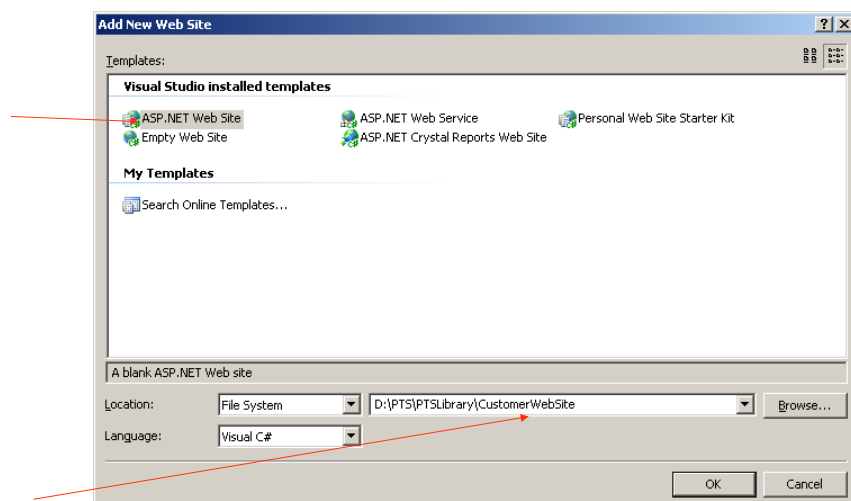 Add New Web Site
Templates:
Visual Studio installed templates
ASP.NET Web Site
ASP.NET Web Service
Personal Web Site Starter Kit
Empty Web Site
ASP.NET Crystal Reports Web Site
My Templates
Search Online Templates...
A blank ASP.NET Web site
Location:
File System
D:\PTS\PTSLibrary\CustomerWebSite
Browse...
Language:
Visual C#
OK
Cancel